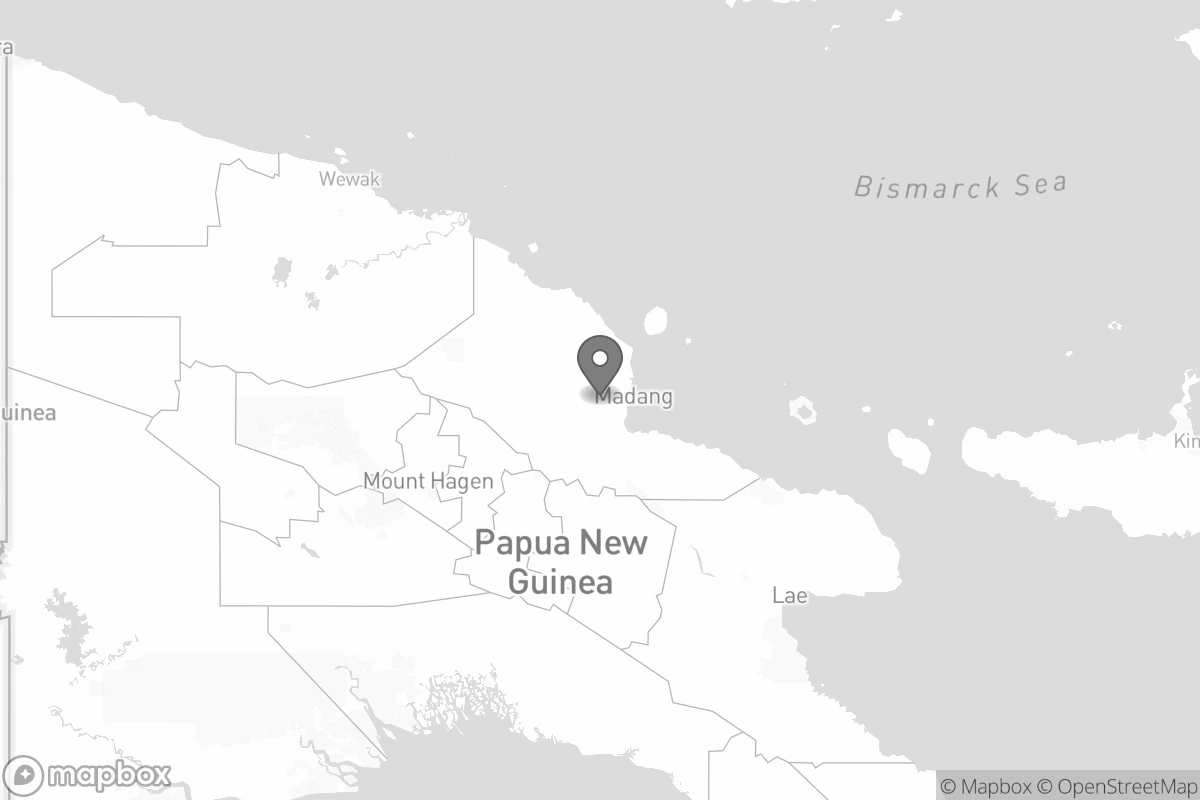 ra
Wewak
Bismarck Sea
Madang
uinea
Kin
Mount Hagen
Papua New
Guinea
Lae
mapbox
© Mapbox © OpenStreetMap